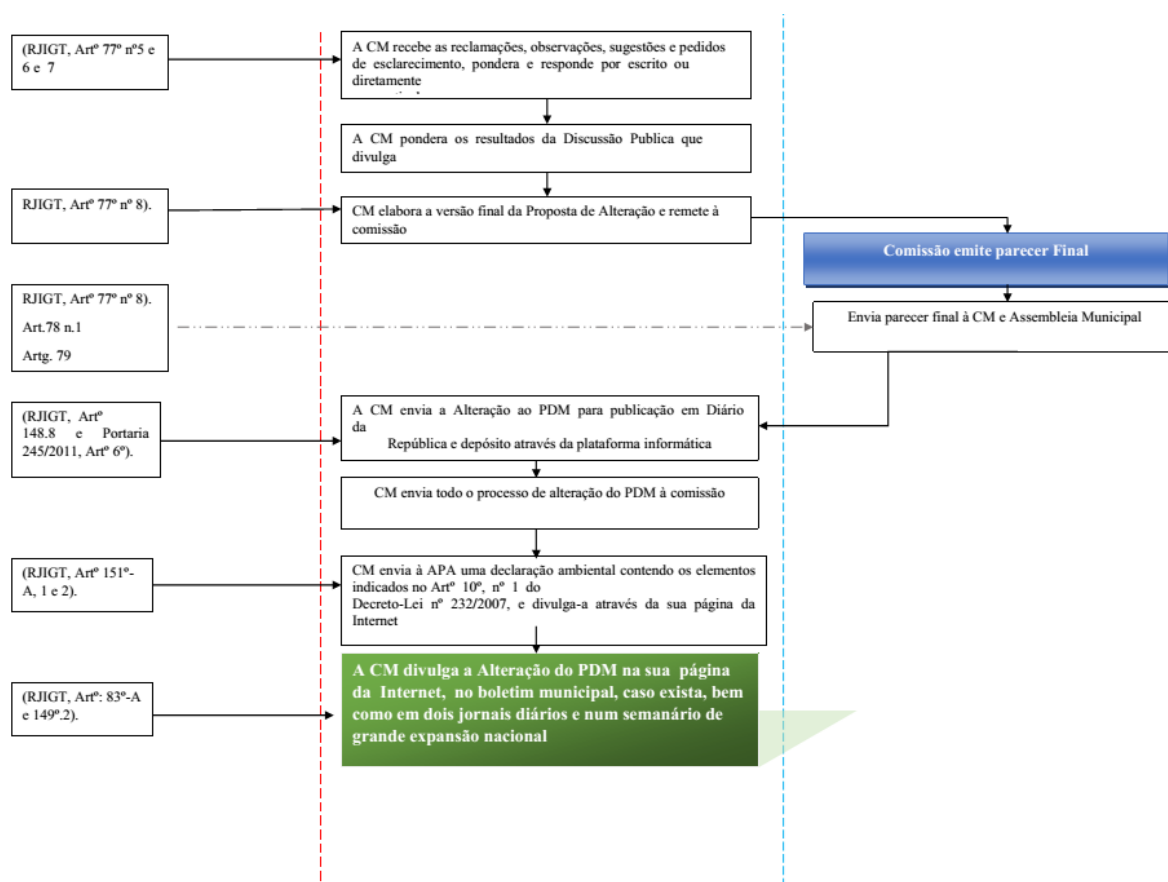 (RJIGT, Artº 77º nº5 e
6 e 7
A CM recebe as reclamações, observações, sugestões e pedidos
de esclarecimento, pondera e responde por escrito ou
diretamente
A CM pondera os resultados da Discussão Publica que
divulga
RJIGT, Artº 77º nº 8).
CM elabora a versão final da Proposta de Alteração e remete à
comissão
Comissão emite parecer Final
RJIGT, Artº 77º nº 8).
Art.78 n.1
Artg. 79
Envia parecer final à CM e Assembleia Municipal
(RJIGT, Artº
148.8 e Portaria
245/2011, Artº 6º).
A CM envia a Alteração ao PDM para publicação em Diário
da
República e depósito através da plataforma informática
CM envia todo o processo de alteração do PDM à comissão
(RJIGT, Artº 151º-
A, 1 e 2).
CM envia à APA uma declaração ambiental contendo os elementos
indicados no Artº 10º, nº 1 do
Decreto-Lei nº 232/2007, e divulga-a através da sua página da
Internet
(RJIGT, Artº: 83º-A
e 149º.2).
A CM divulga a Alteração do PDM na sua página
da Internet, no boletim municipal, caso exista, bem
como em dois jornais diários e num semanário de
grande expansão nacional